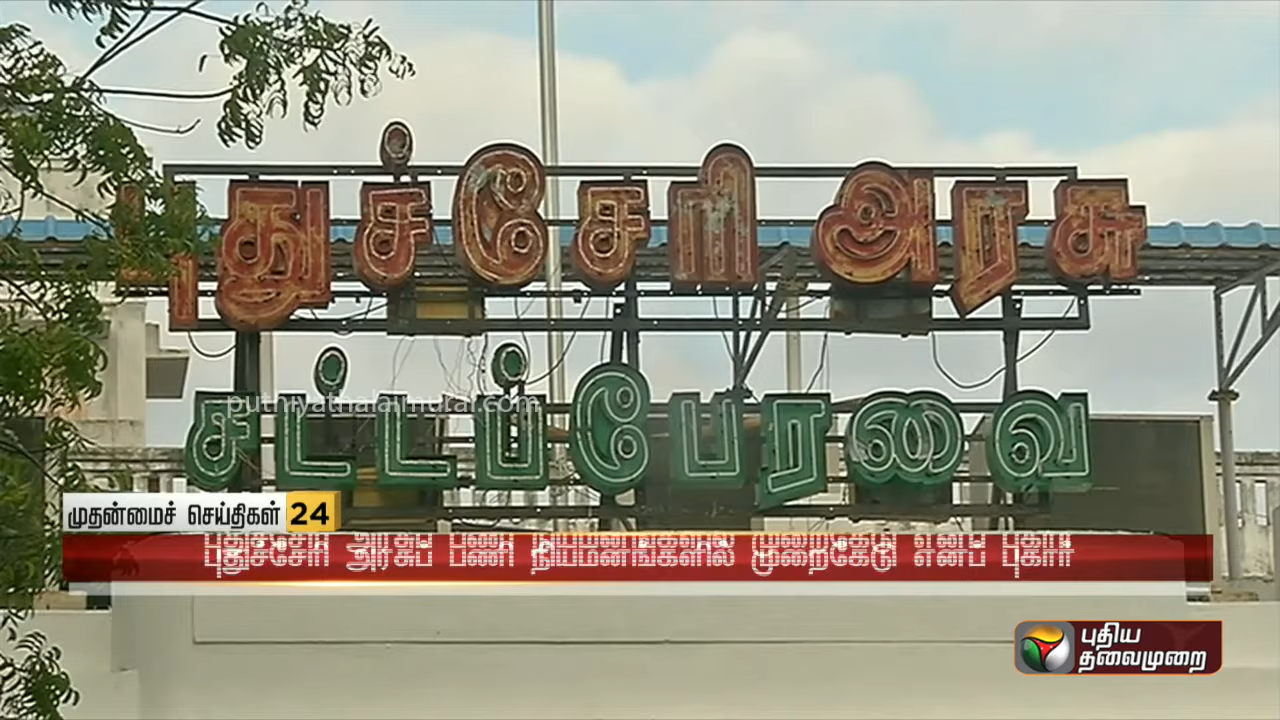 புதுச்சேரி அரசு
சட்டப்பேரவை
puthiyathalaimurai.com
முதன்மைச் செய்திகள் 24
புதுச்சேரி அரசுப் பணி நியமனங்களில் முறைகேடு எனப் புகார்
புதிய
தலைமுறை